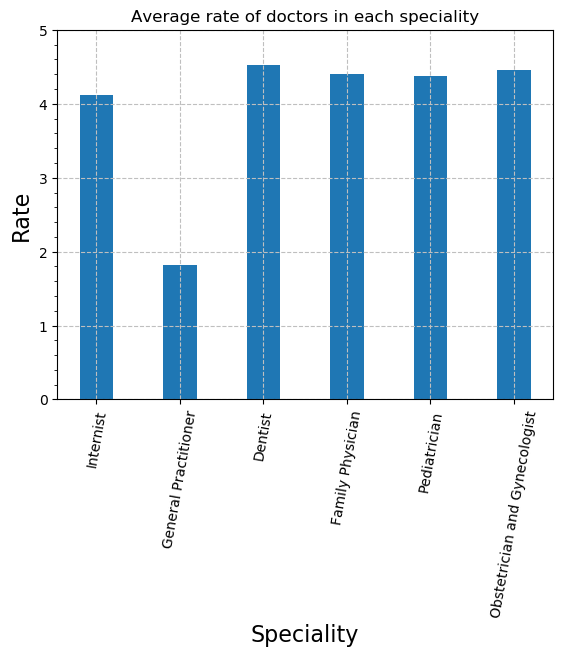 Average rate of doctors in each speciality
5
4
3
2
1
0
Rate
Internist
General Practitioner
Dentist
Family Physician
Pediatrician
Obstetrician and Gynecologist
Speciality